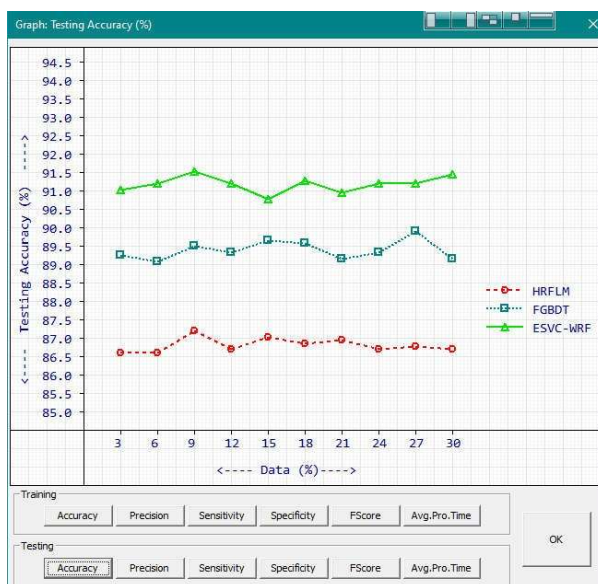 Graph: Testing Accuracy (%)
94.5
94.0
93.5
93.0
92.5
92.0
91.5
91.0
90.5
90.0
89.5
89.0
88.5
88.0
87.5
87.0
86.5
86.0
85.5
85.0
<---- Testing Accuracy (%) ---->
HRFLM
FGBDT
ESVC-WRF
3 6 9 12 15 18 21 24 27 30
<---- Data (%)---->
Training
Accuracy Precision Sensitivity Specificity FScore Avg.Pro.Time
OK
Testing
Accuracy Precision Sensitivity Specificity FScore Avg.Pro.Time